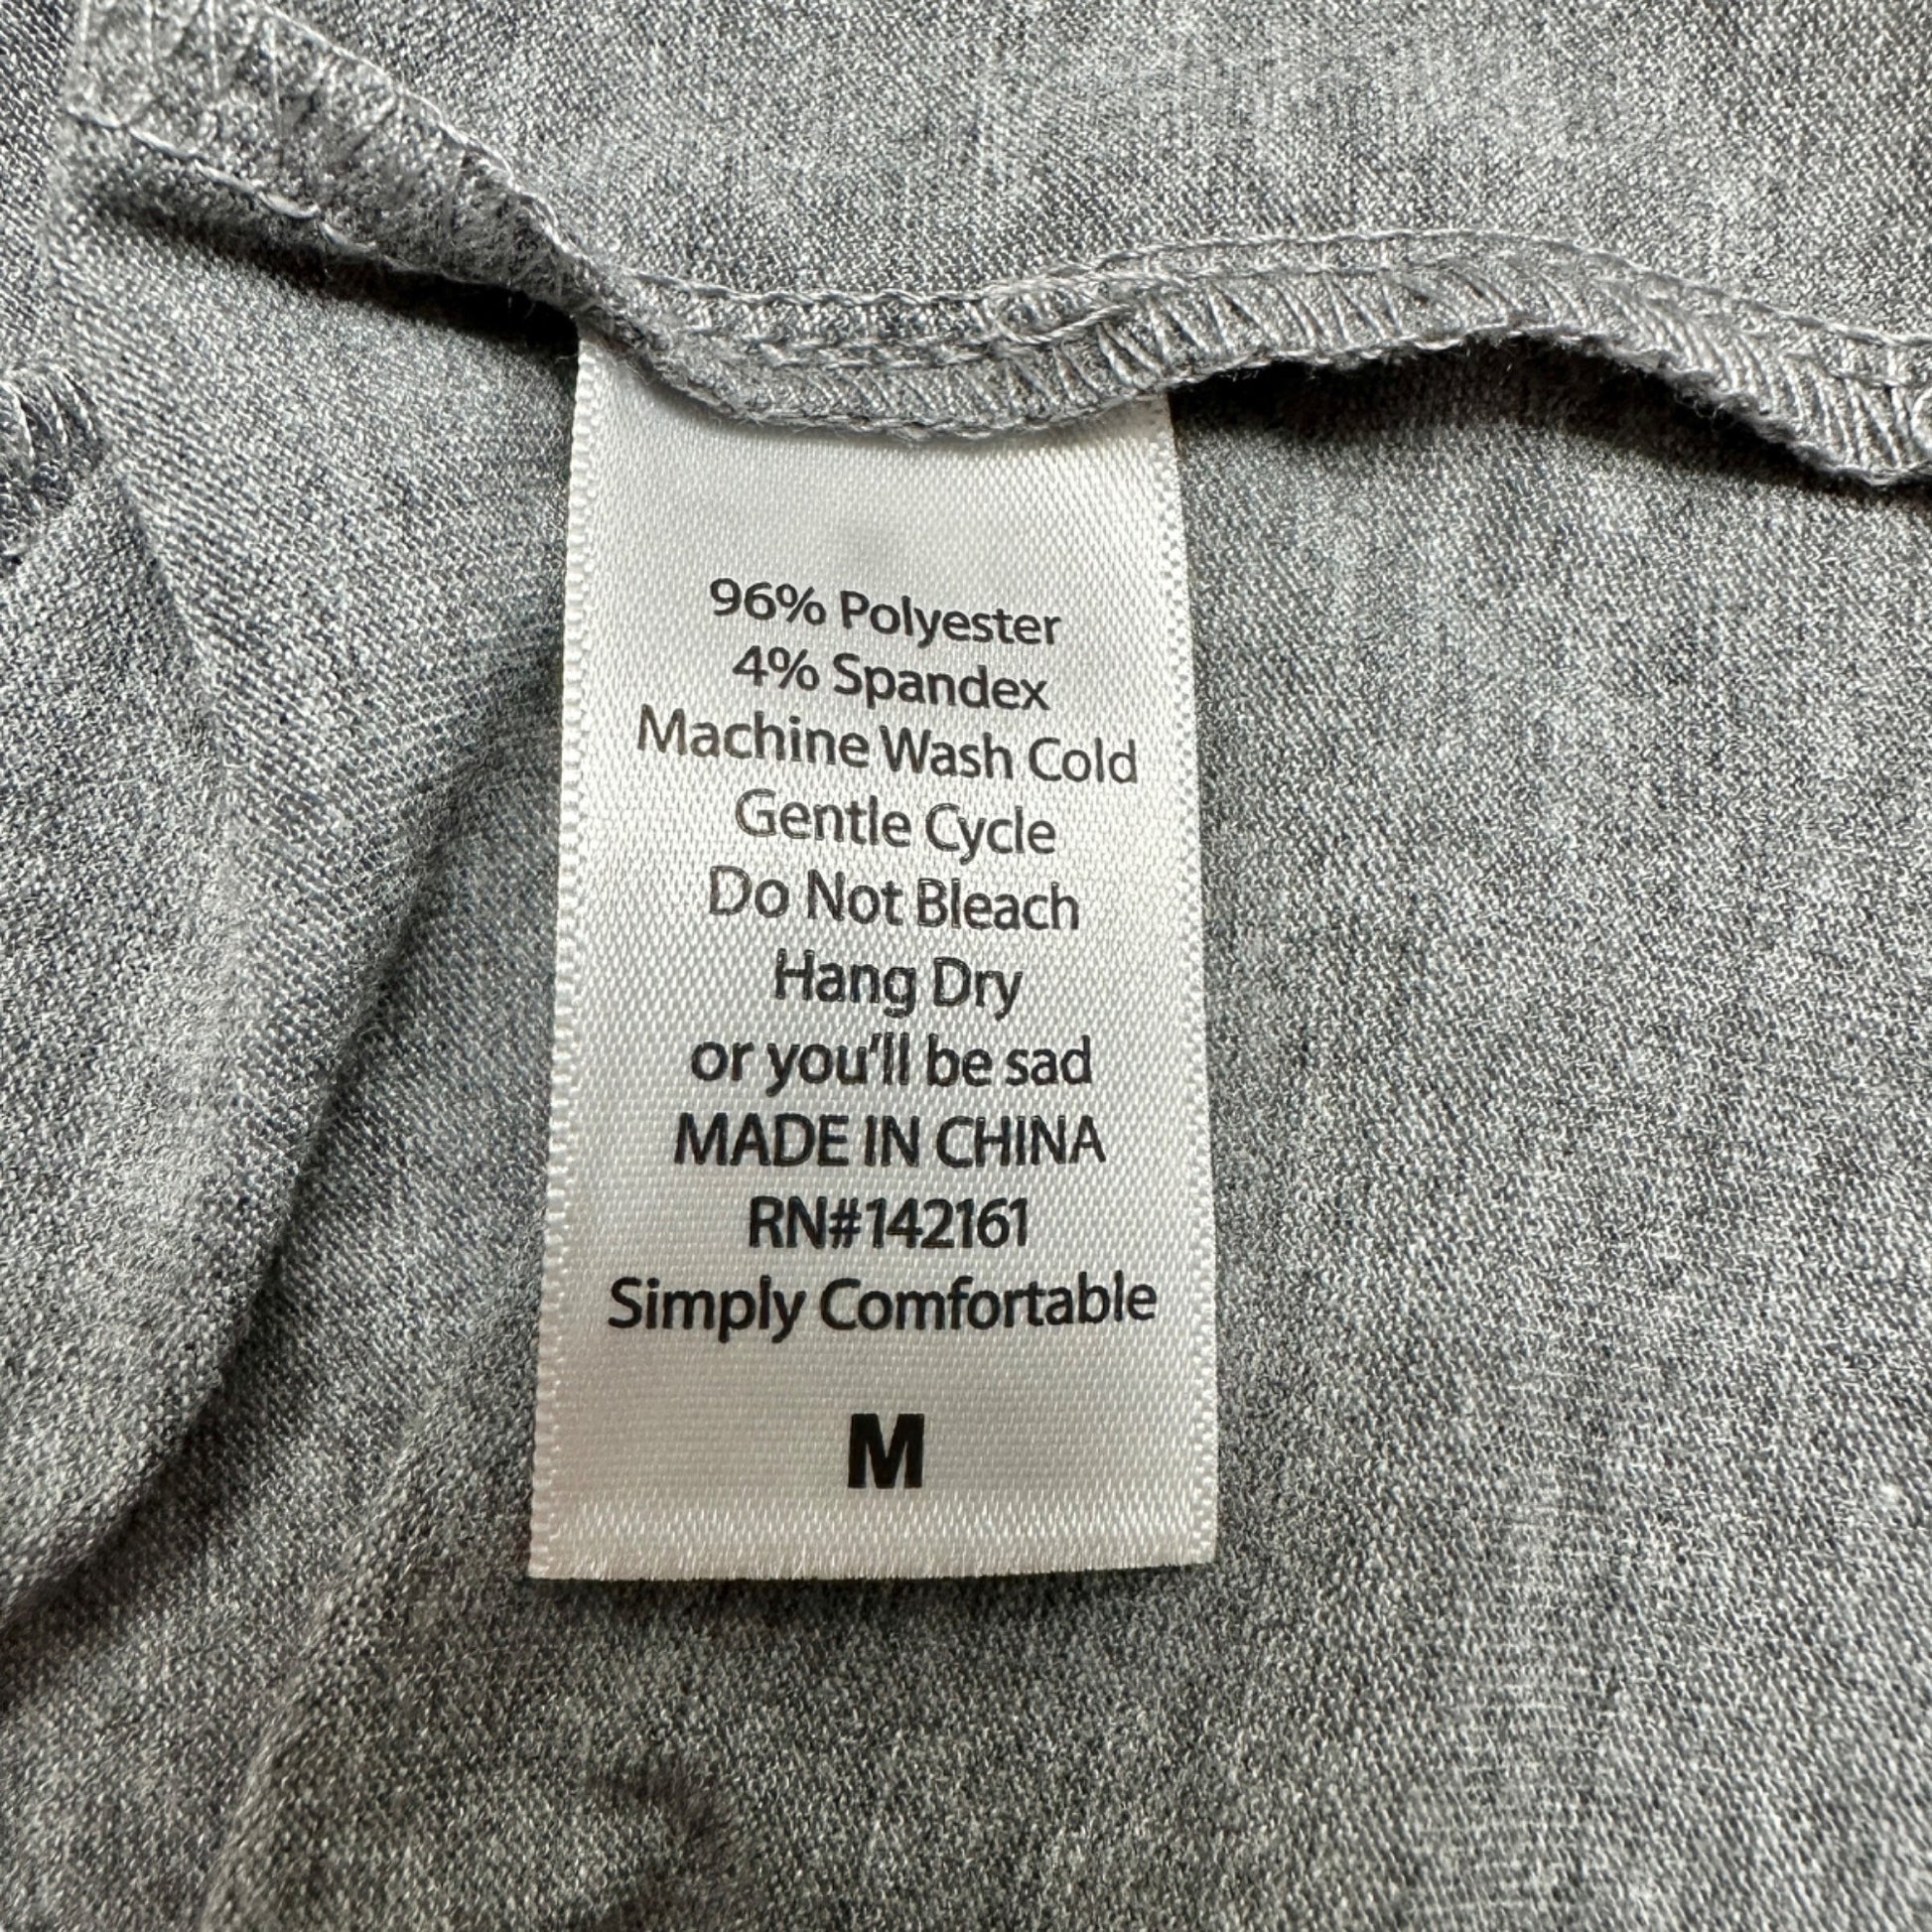 96% Polyester
4% Spandex
Machine Wash Cold
Gentle Cycle
Do Not Bleach
Hang Dry
or you'll be sad
MADE IN CHINA
RN#142161
Simply Comfortable
M